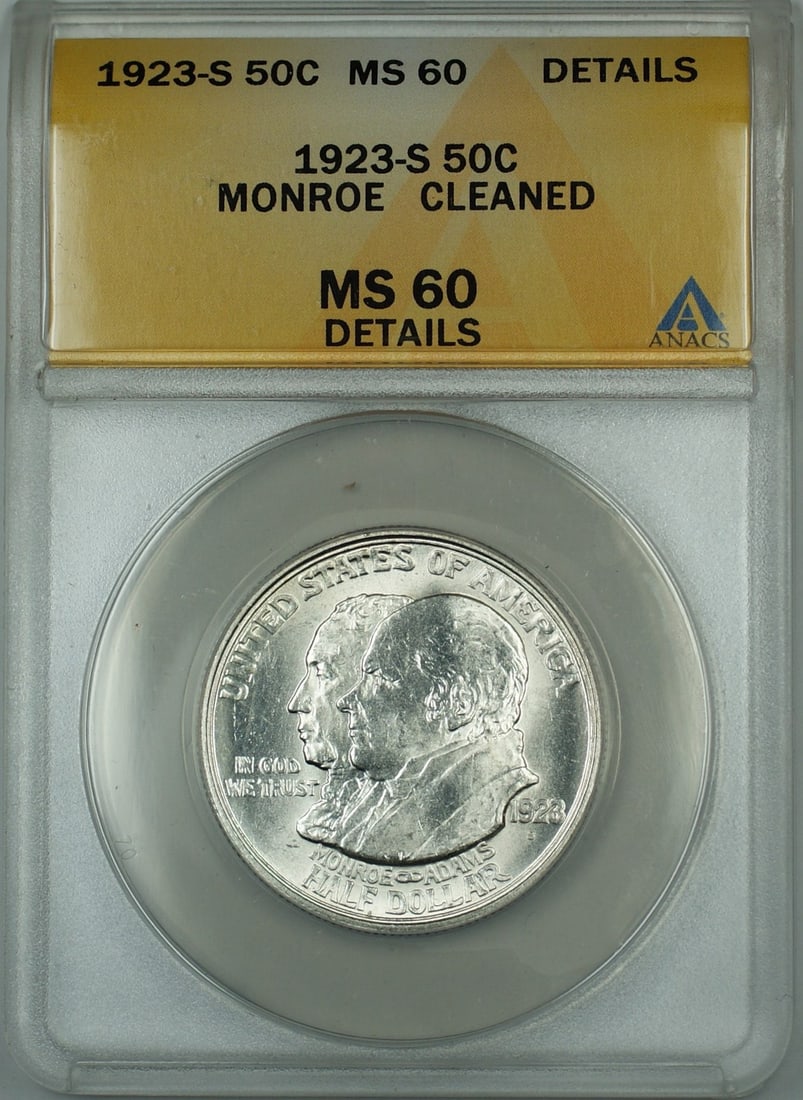 1923-S 50C MS 60 DETAILS
1923-S 50C
MONROE CLEANED
MS 60
DETAILS
ANACS
UNITED STATES OF AMERICA
IN GOD
WE TRUST
1923
S
MONROE ADAMS
HALF DOLLAR